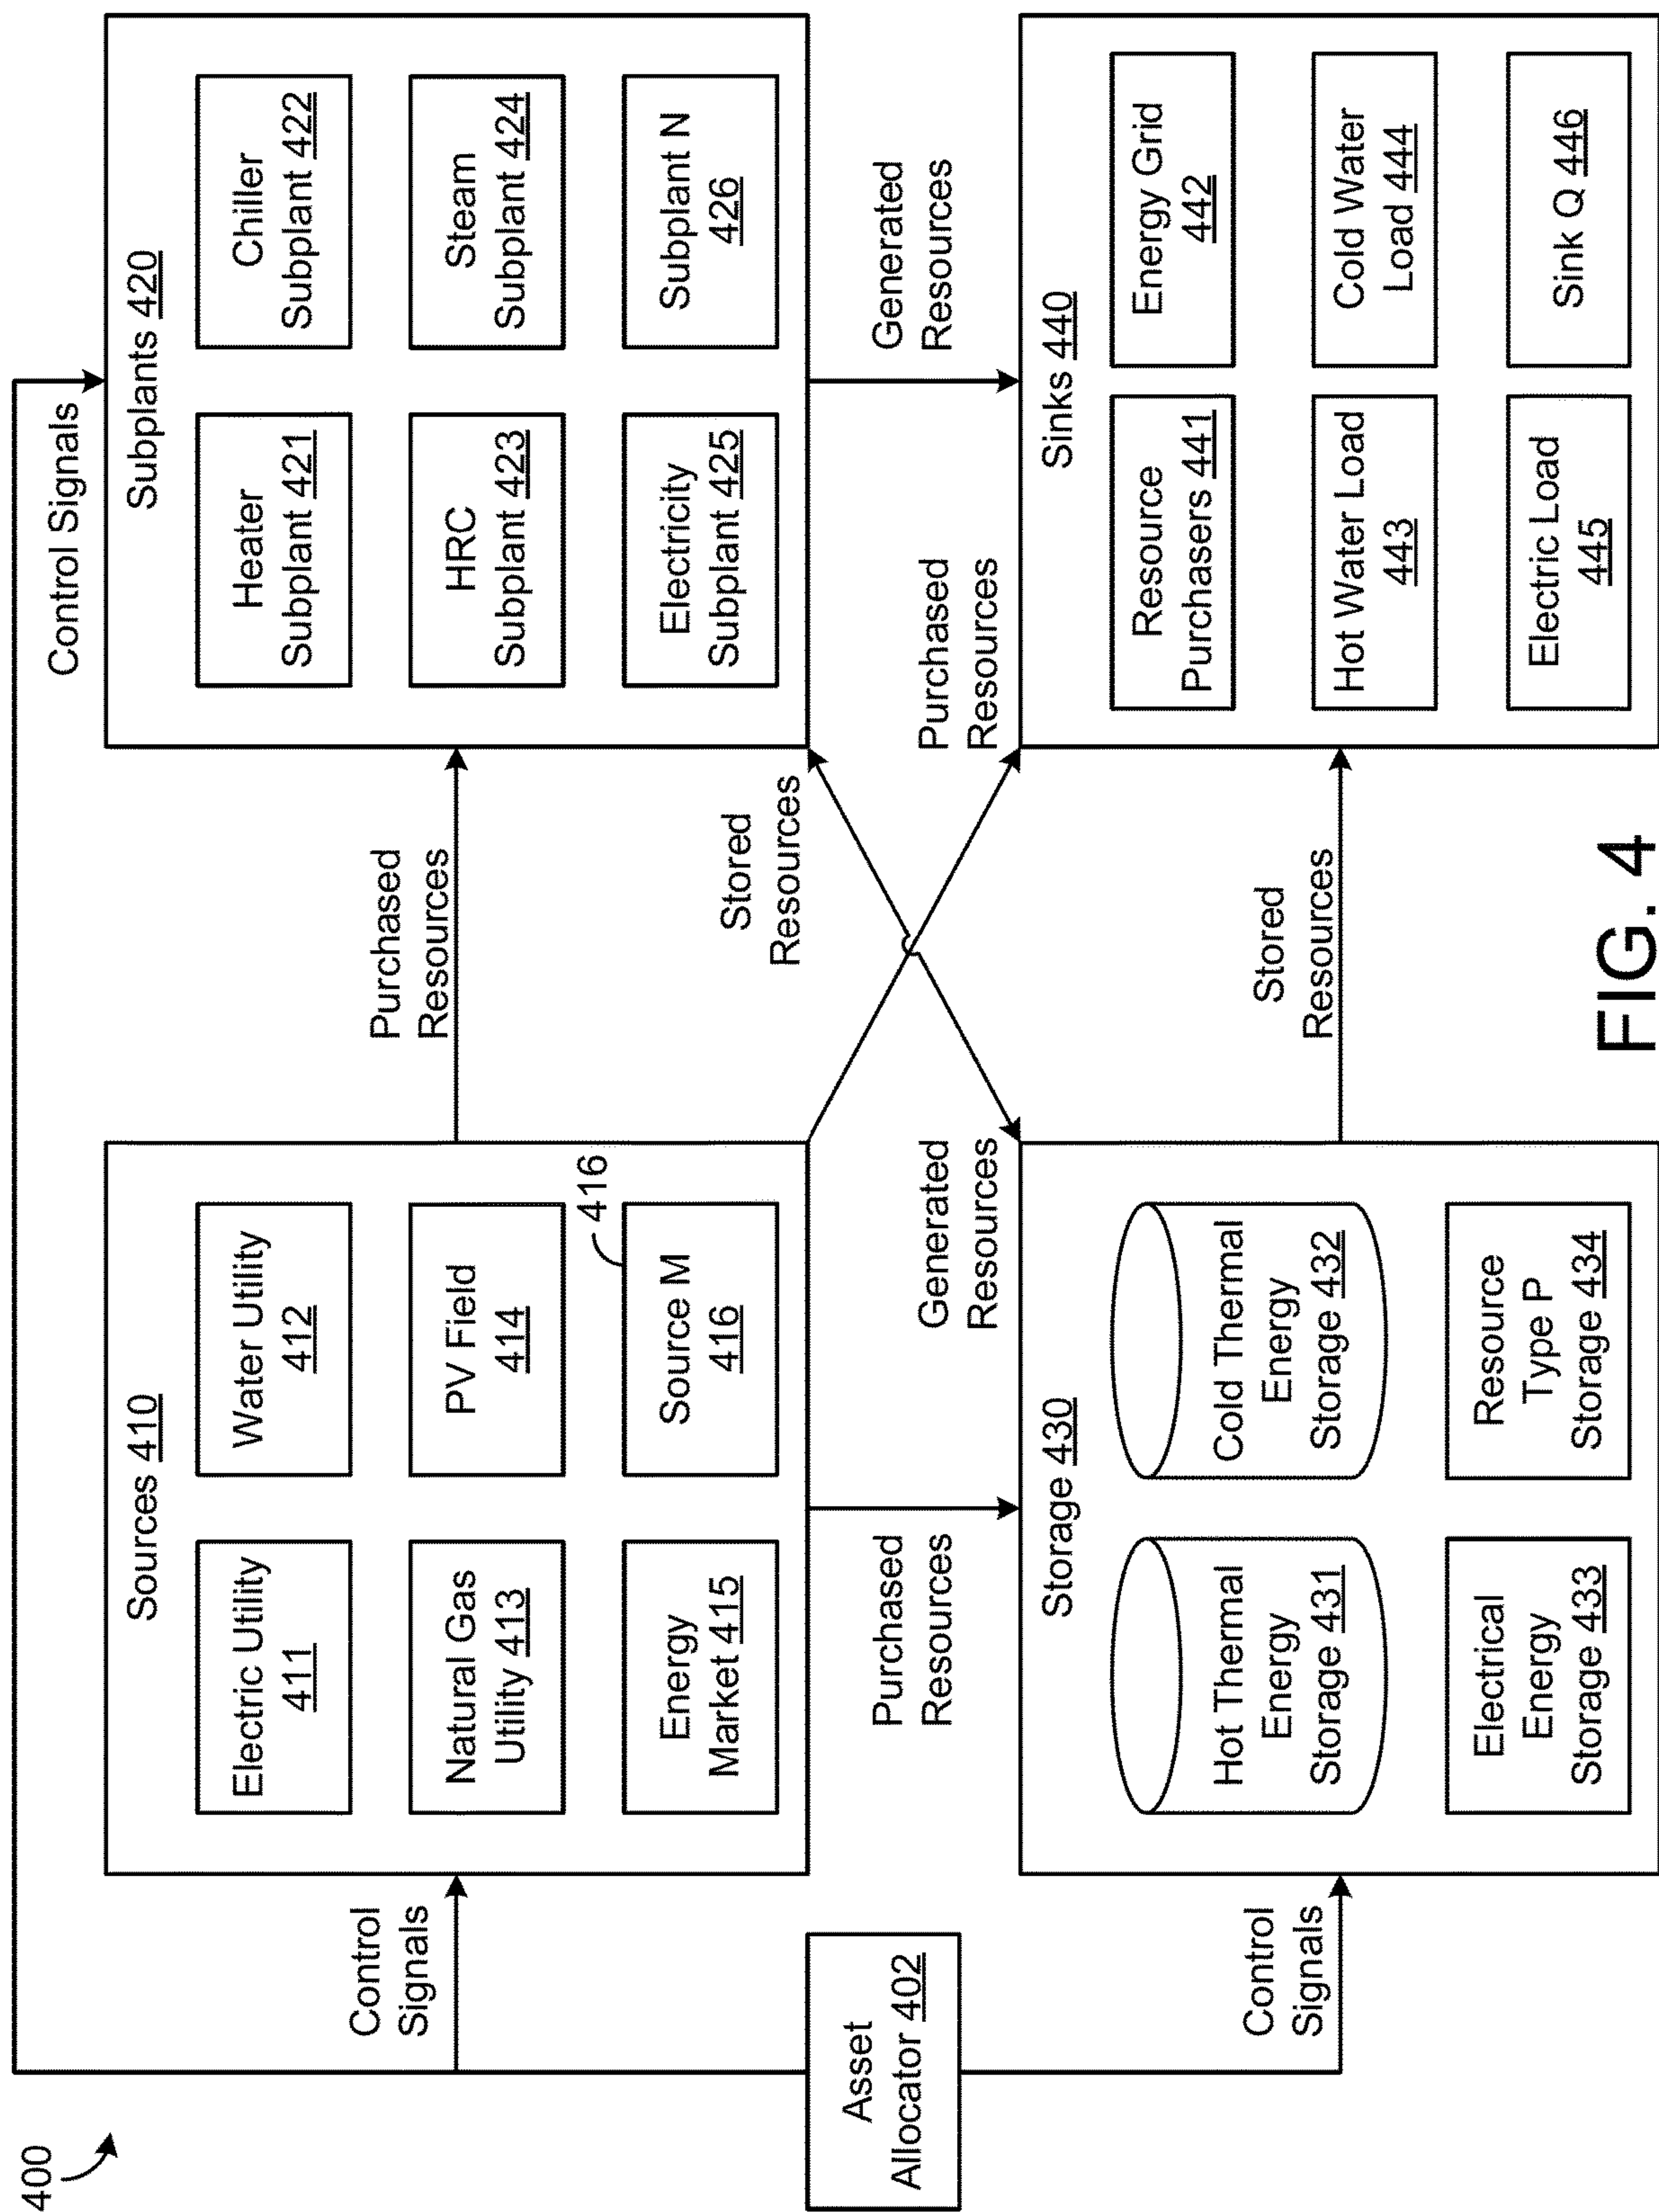 400
Control Signals
Sources 410
Electric Utility
411
Water Utility
412
Natural Gas
Utility 413
PV Field
414
Energy
Market 415
Source M
416
416
Subplants 420
Heater
Subplant 421
Chiller
Subplant 422
HRC
Subplant 423
Steam
Subplant 424
Electricity
Subplant 425
Subplant N
426
Control
Signals
Purchased
Resources
Asset
Allocator 402
Purchased
Resources
Generated
Resources
Stored
Resources
Purchased
Resources
Generated
Resources
Control
Signals
Storage 430
Hot Thermal
Energy
Storage 431
Cold Thermal
Energy
Storage 432
Electrical
Energy
Storage 433
Resource
Type P
Storage 434
Stored
Resources
Sinks 440
Resource
Purchasers 441
Energy Grid
442
Hot Water Load
443
Cold Water
Load 444
Electric Load
445
Sink Q 446
FIG. 4